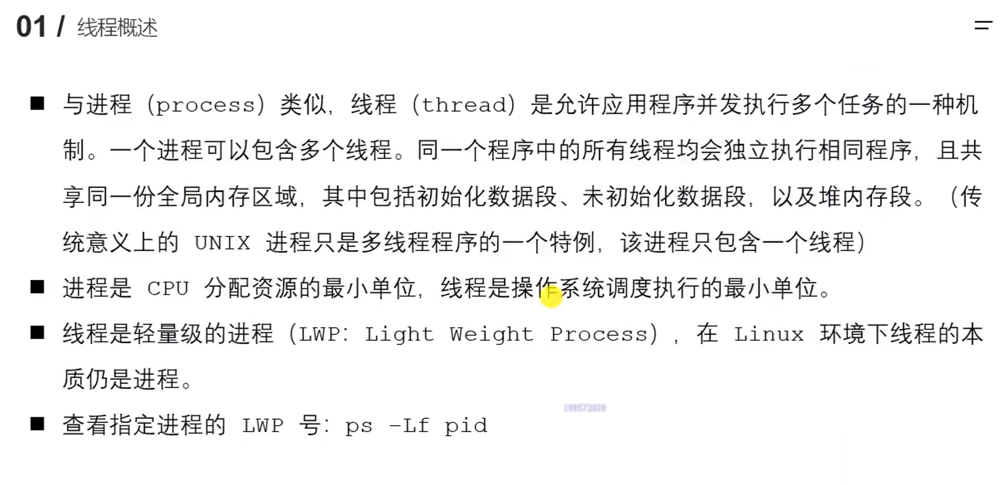 01 / 线程概述
■ 与进程（process）类似，线程（thread）是允许应用程序并发执行多个任务的一种机
制。一个进程可以包含多个线程。同一个程序中的所有线程均会独立执行相同程序，且共
享同一份全局内存区域，其中包括初始化数据段、未初始化数据段，以及堆内存段。（传
统意义上的 UNIX 进程只是多线程程序的一个特例，该进程只包含一个线程）
■ 进程是 CPU 分配资源的最小单位，线程是操作系统调度执行的最小单位。
■ 线程是轻量级的进程（LWP：Light Weight Process），在 Linux 环境下线程的本
质仍是进程。
199572609
■ 查看指定进程的 LWP 号：ps –Lf pid